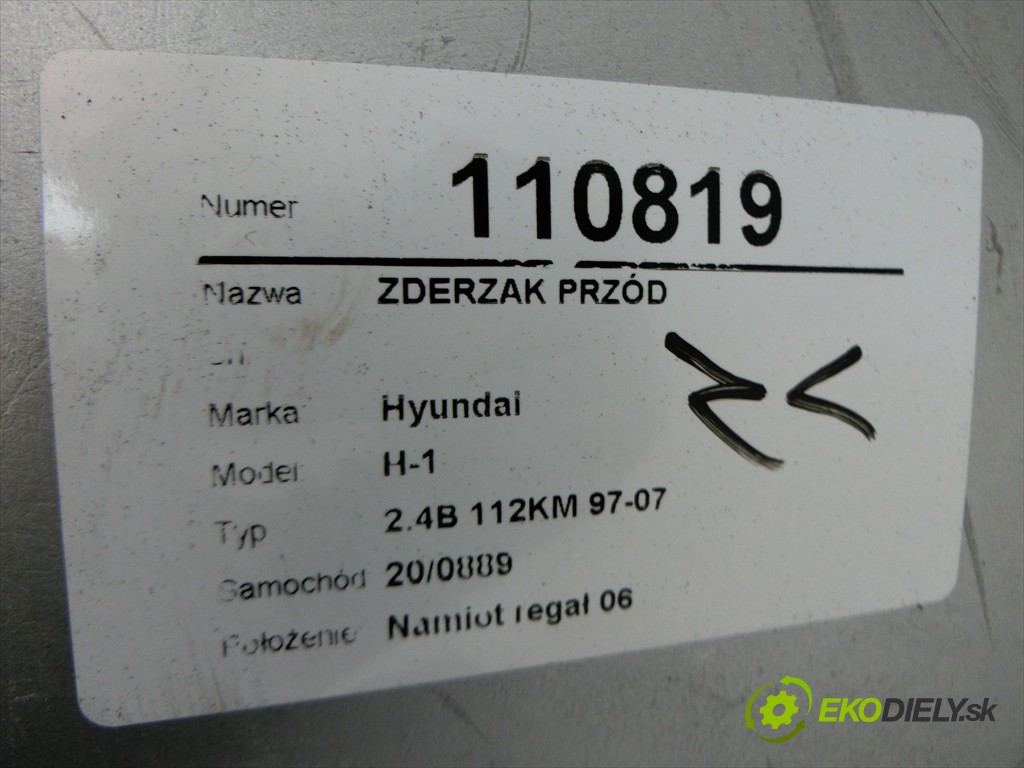 Numer 110819
Nazwa ZDERZAK PRZÓD
Marka Hyundai
Model H-1
Typ 2.4B 112KM 97-07
Samochód 20/0889
Położenie Namiot regał 06
EKODIELY.sk